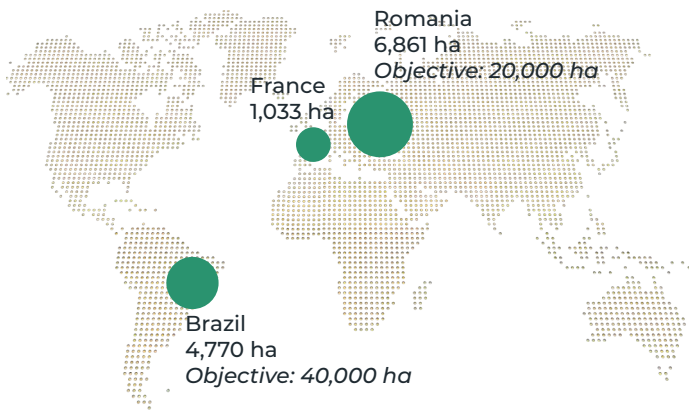 Romania
6,861 ha
Objective: 20,000 ha
France
1,033 ha
Brazil
4,770 ha
Objective: 40,000 ha